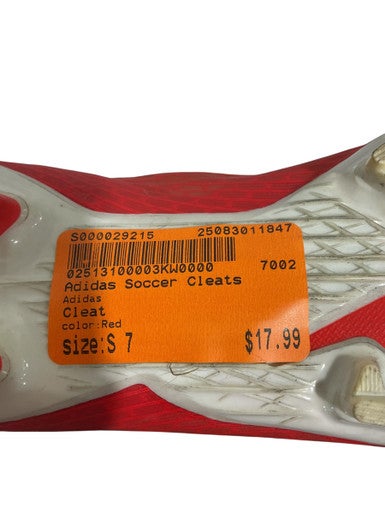 S000029215 25083011847
02513100003KW0000 7002
Adidas Soccer Cleats
Adidas
Cleat
color:Red
size:S 7 $17.99